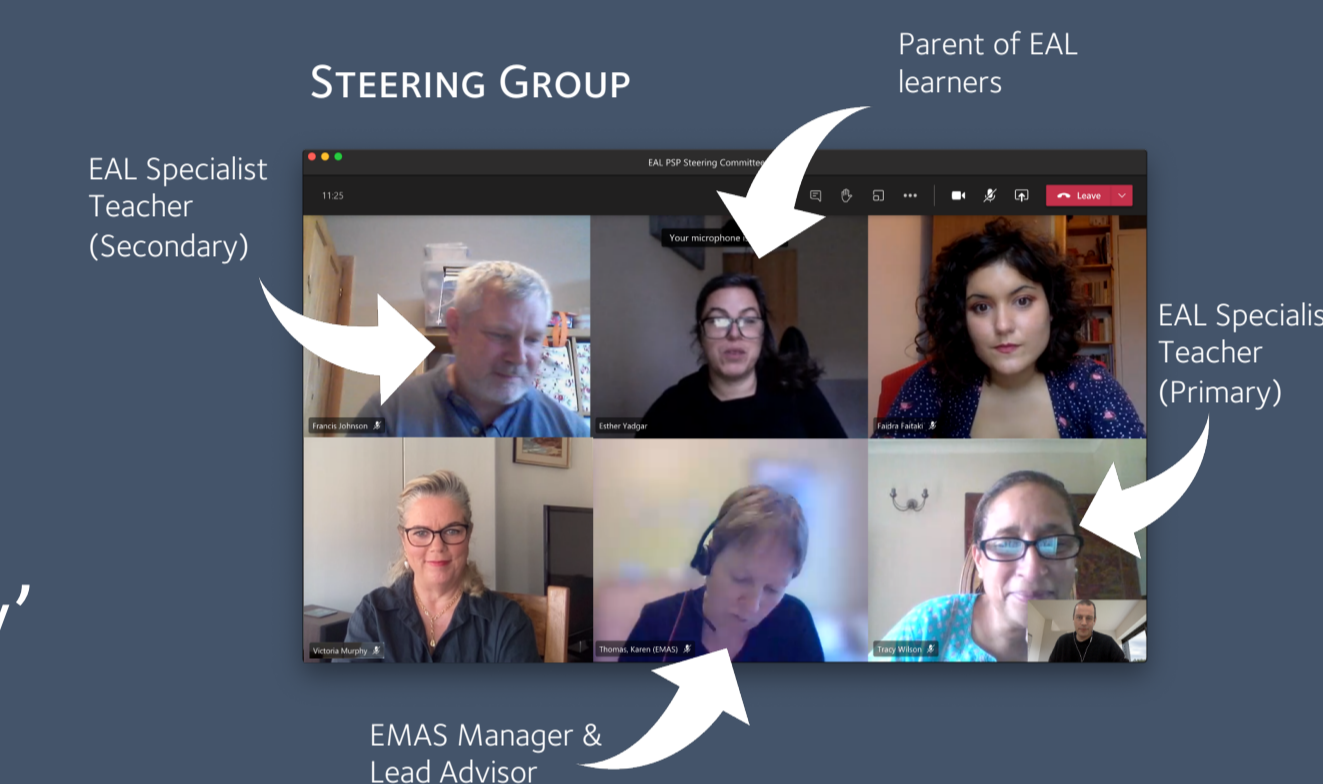 STEERING GROUP
Parent of EAL
learners
EAL Specialist
Teacher
(Secondary)
EAL PSP Steering Committee
11:25
Leave
Your microphone
Francis Johnson
Esther Yadgar
Faidra Faitaki
EAL Specialis
Teacher
(Primary)
Victoria Murphy
Thomas, Karen (EMAS)
Tracy Wilson
EMAS Manager &
Lead Advisor